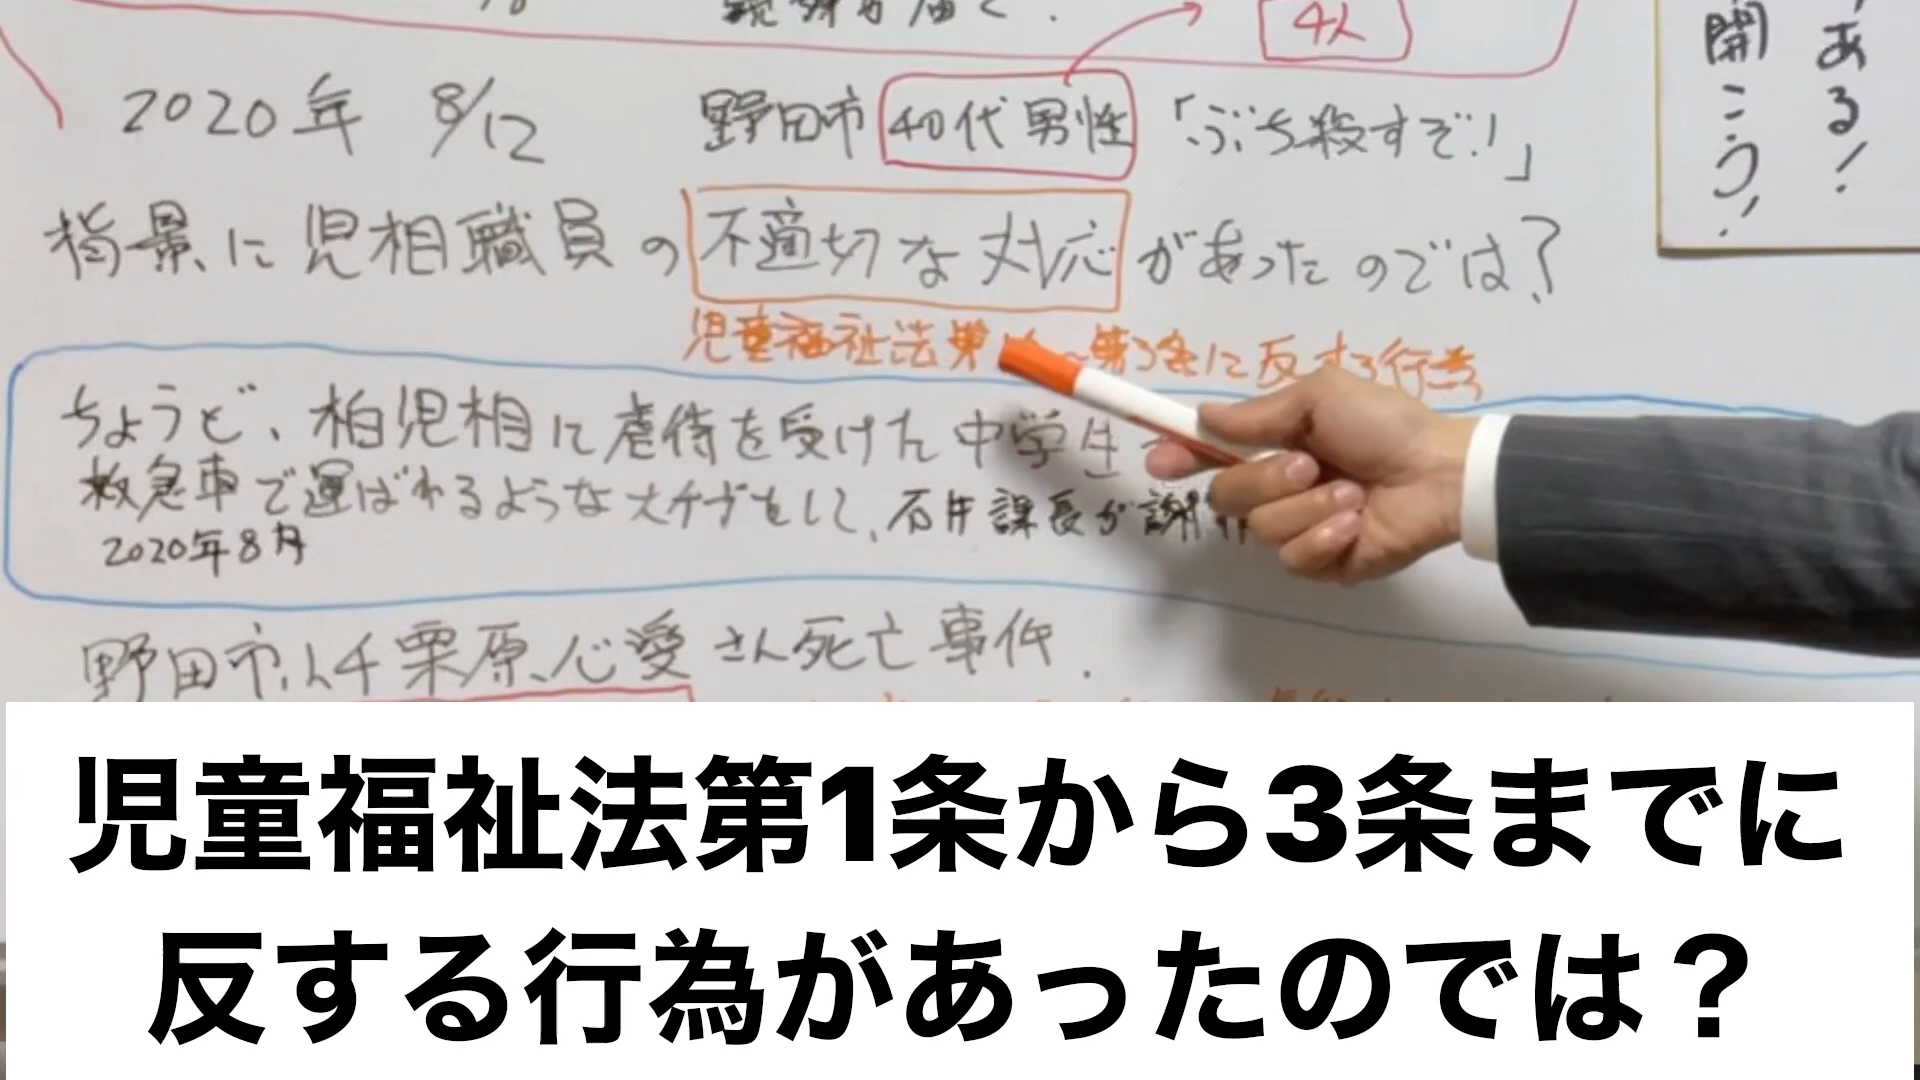 4人
ある!
開こう!
2020年 8/12 野田市 40代男性 「ぶち殺すぞ!」
背景に児相職員の不適切な対応があったのでは?
児童福祉法第 第3条に反する行為
ちょうど、柏児相に虐待を受けた中学生
救急車で運ばれるような大ケガをして、石井課長が謝罪
2020年8月
野田市 栗原心愛さん死亡事件.
児童福祉法第1条から3条までに
反する行為があったのでは?